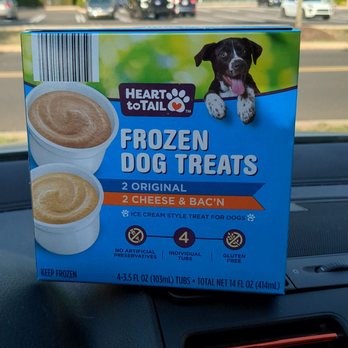 HEART
to TAIL
FROZEN
DOG TREATS
2 ORIGINAL
2 CHEESE & BAC'N
ICE CREAM STYLE TREAT FOR DOGS
NO ARTIFICIAL
PRESERVATIVES
4
INDIVIDUAL
TUBS
GLUTEN
FREE
KEEP FROZEN
4-3.5 FL OZ (103mL) TUBS • TOTAL NET 14 FL OZ (414mL)